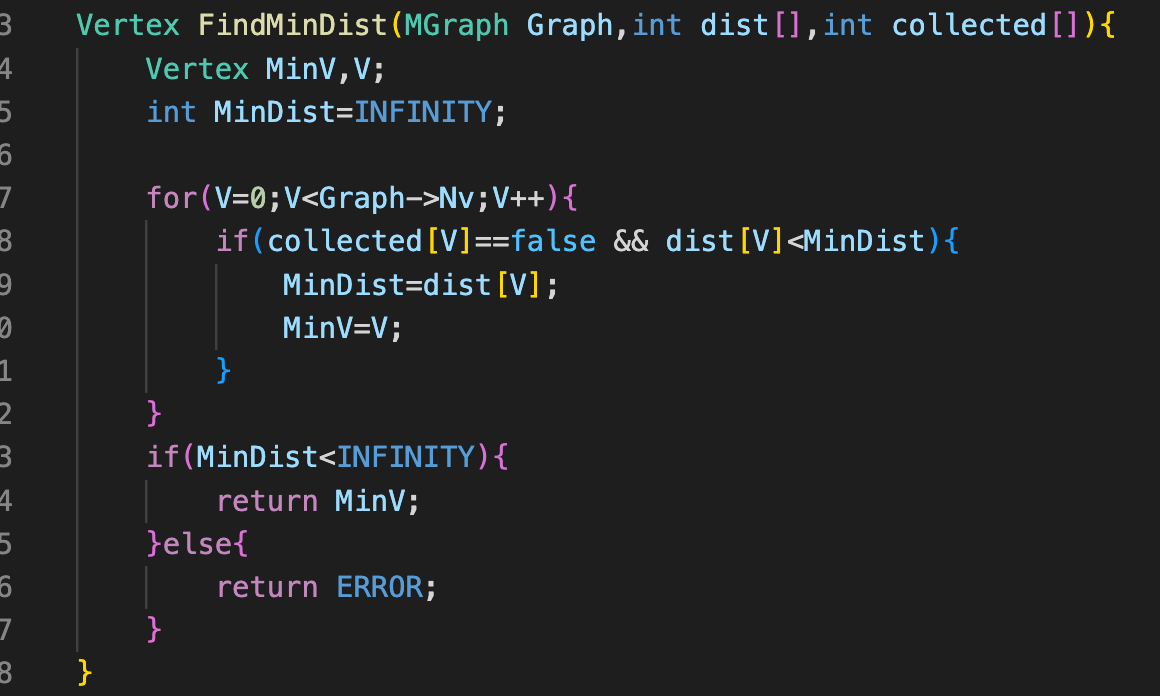 3 Vertex FindMinDist(MGraph Graph,int dist[],int collected[]){
4     Vertex MinV,V;
5     int MinDist=INFINITY;
6
7     for(V=0;V<Graph->Nv;V++){
8         if(collected[V]==false && dist[V]<MinDist){
9             MinDist=dist[V];
0             MinV=V;
1         }
2     }
3     if(MinDist<INFINITY){
4         return MinV;
5     }else{
6         return ERROR;
7     }
8 }